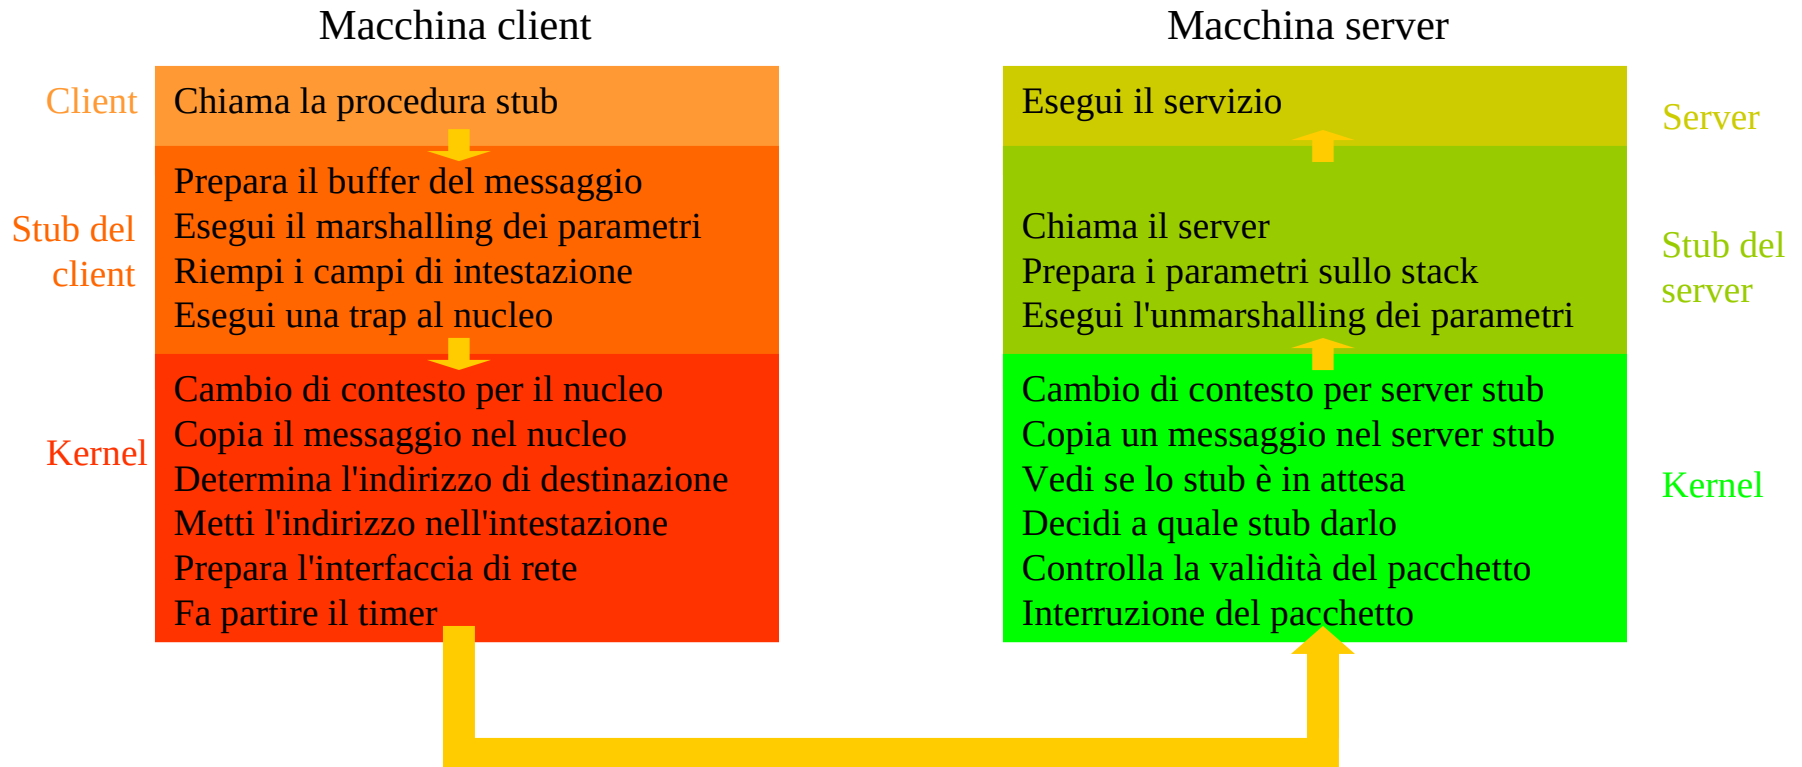 Macchina client
Client
Chiama la procedura stub
Stub del
client
Prepara il buffer del messaggio
Esegui il marshalling dei parametri
Riempi i campi di intestazione
Esegui una trap al nucleo
Kernel
Cambio di contesto per il nucleo
Copia il messaggio nel nucleo
Determina l'indirizzo di destinazione
Metti l'indirizzo nell'intestazione
Prepara l'interfaccia di rete
Fa partire il timer
Macchina server
Esegui il servizio
Server
Chiama il server
Prepara i parametri sullo stack
Esegui l'unmarshalling dei parametri
Stub del
server
Cambio di contesto per server stub
Copia un messaggio nel server stub
Vedi se lo stub è in attesa
Decidi a quale stub darlo
Controlla la validità del pacchetto
Interruzione del pacchetto
Kernel